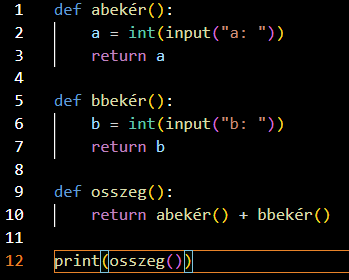 1 def abekér():
2     a = int(input("a: "))
3     return a
4
5 def bbekér():
6     b = int(input("b: "))
7     return b
8
9 def osszeg():
10     return abekér() + bbekér()
11
12 print(osszeg())